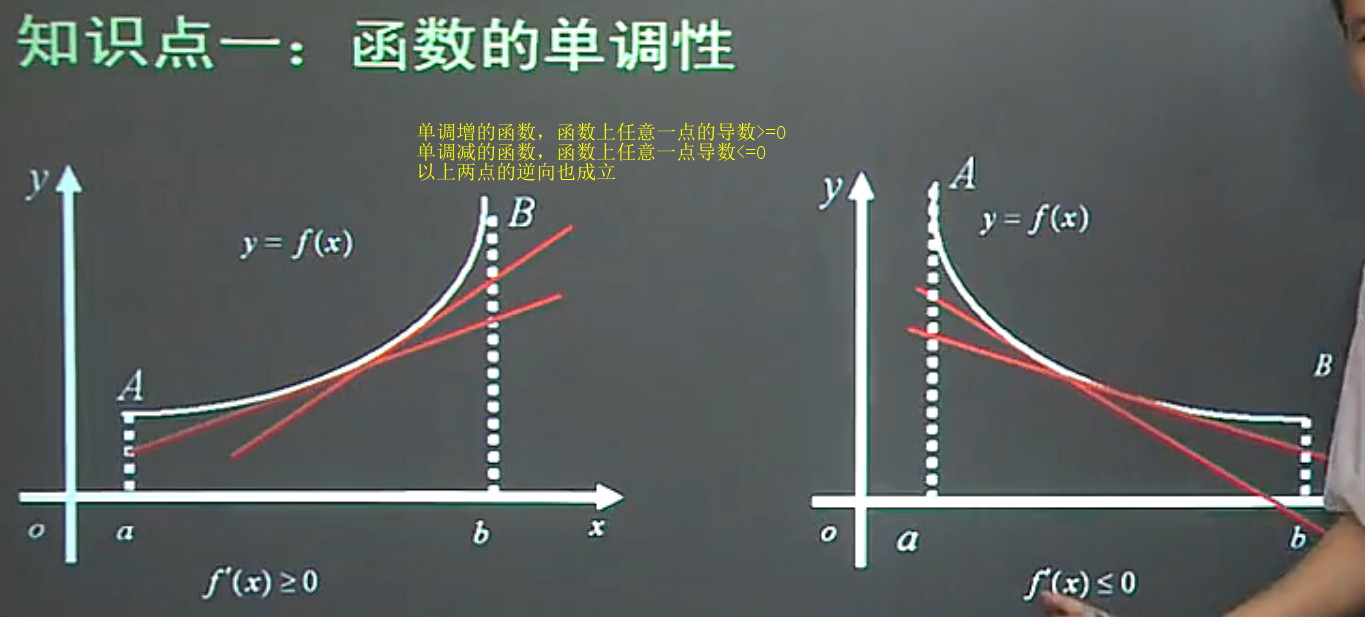 知识点一：函数的单调性
单调增的函数，函数上任意一点的导数>=0
单调减的函数，函数上任意一点导数<=0
以上两点的逆向也成立
y
y = f(x)
B
A
o
a
b
x
f′(x) ≥ 0
y
A
y = f(x)
B
o
a
b
f′(x) ≤ 0